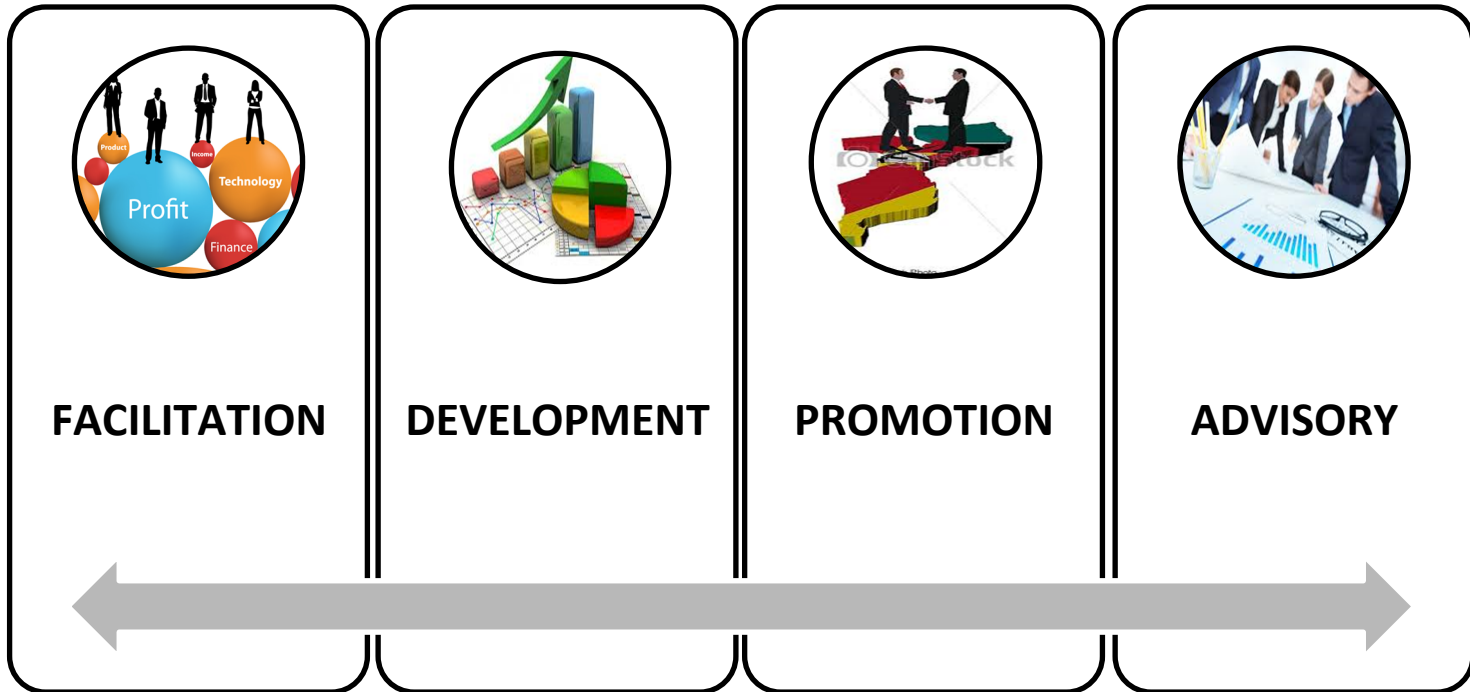 Product
Income
Technology
Profit
Finance
FACILITATION
DEVELOPMENT
PROMOTION
ADVISORY